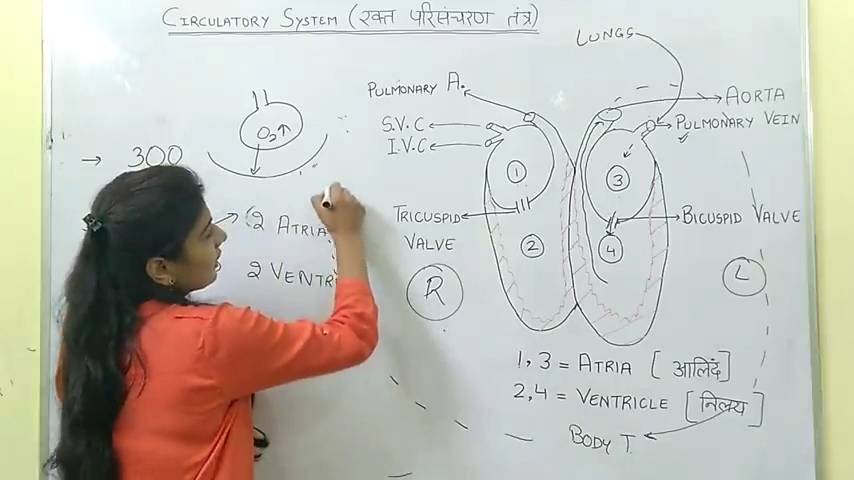 CIRCULATORY SYSTEM (रक्त परिसंचरण तंत्र)
LUNGS
PULMONARY A.
S.V.C
I.V.C
AORTA
PULMONARY VEIN
O₂↑
→ 300
1
3
TRICUSPID
VALVE
BICUSPID VALVE
2 ATRIA
2
4
2 VENTR
R
L
1,3 = ATRIA [आलिंद]
2,4 = VENTRICLE [निलय]
BODY T.